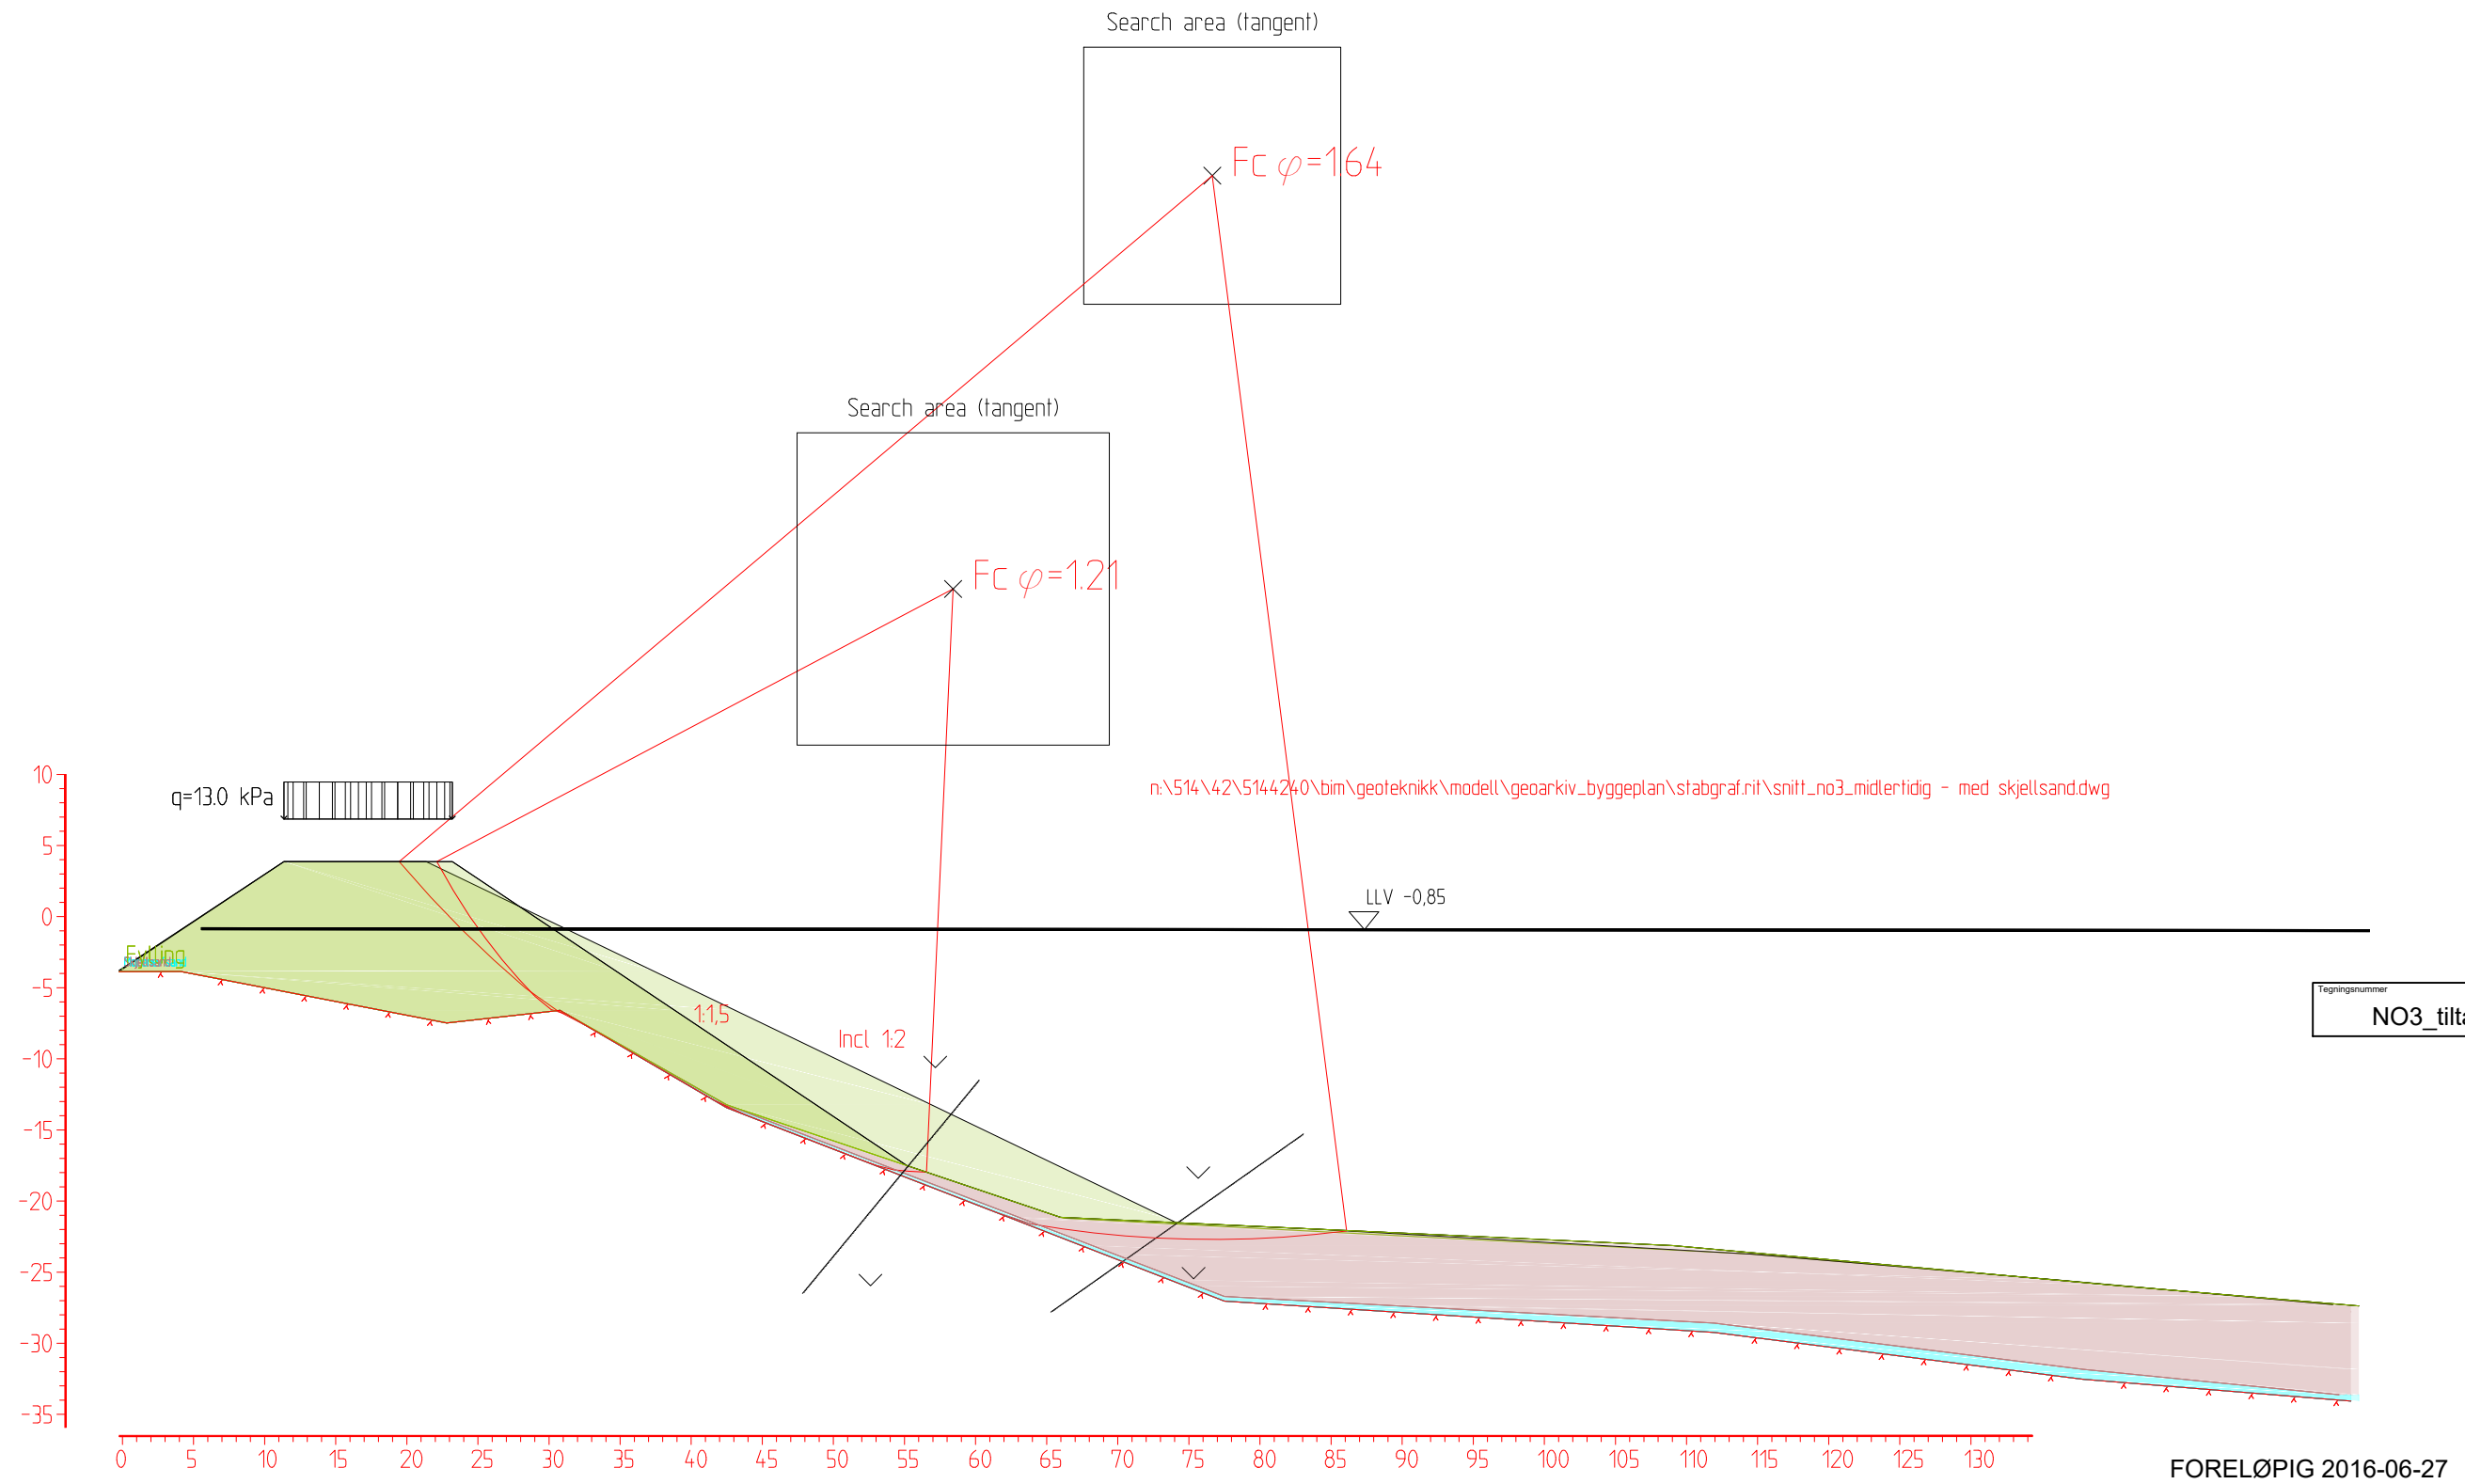 Search area (tangent)
Fc φ=1.64
Search area (tangent)
Fc φ=1.21
q=13.0 kPa
n:\514\42\5144240\bim\geoteknikk\modell\geoarkiv_byggeplan\stabgraf.rit\snitt_no3_midlertidig - med skjellsand.dwg
LLV -0,85
Fylling
1:1,5
Incl 1:2
Tegningsnummer
NO3_tilta
10
5
0
-5
-10
-15
-20
-25
-30
-35
0 5 10 15 20 25 30 35 40 45 50 55 60 65 70 75 80 85 90 95 100 105 110 115 120 125 130
FORELØPIG 2016-06-27